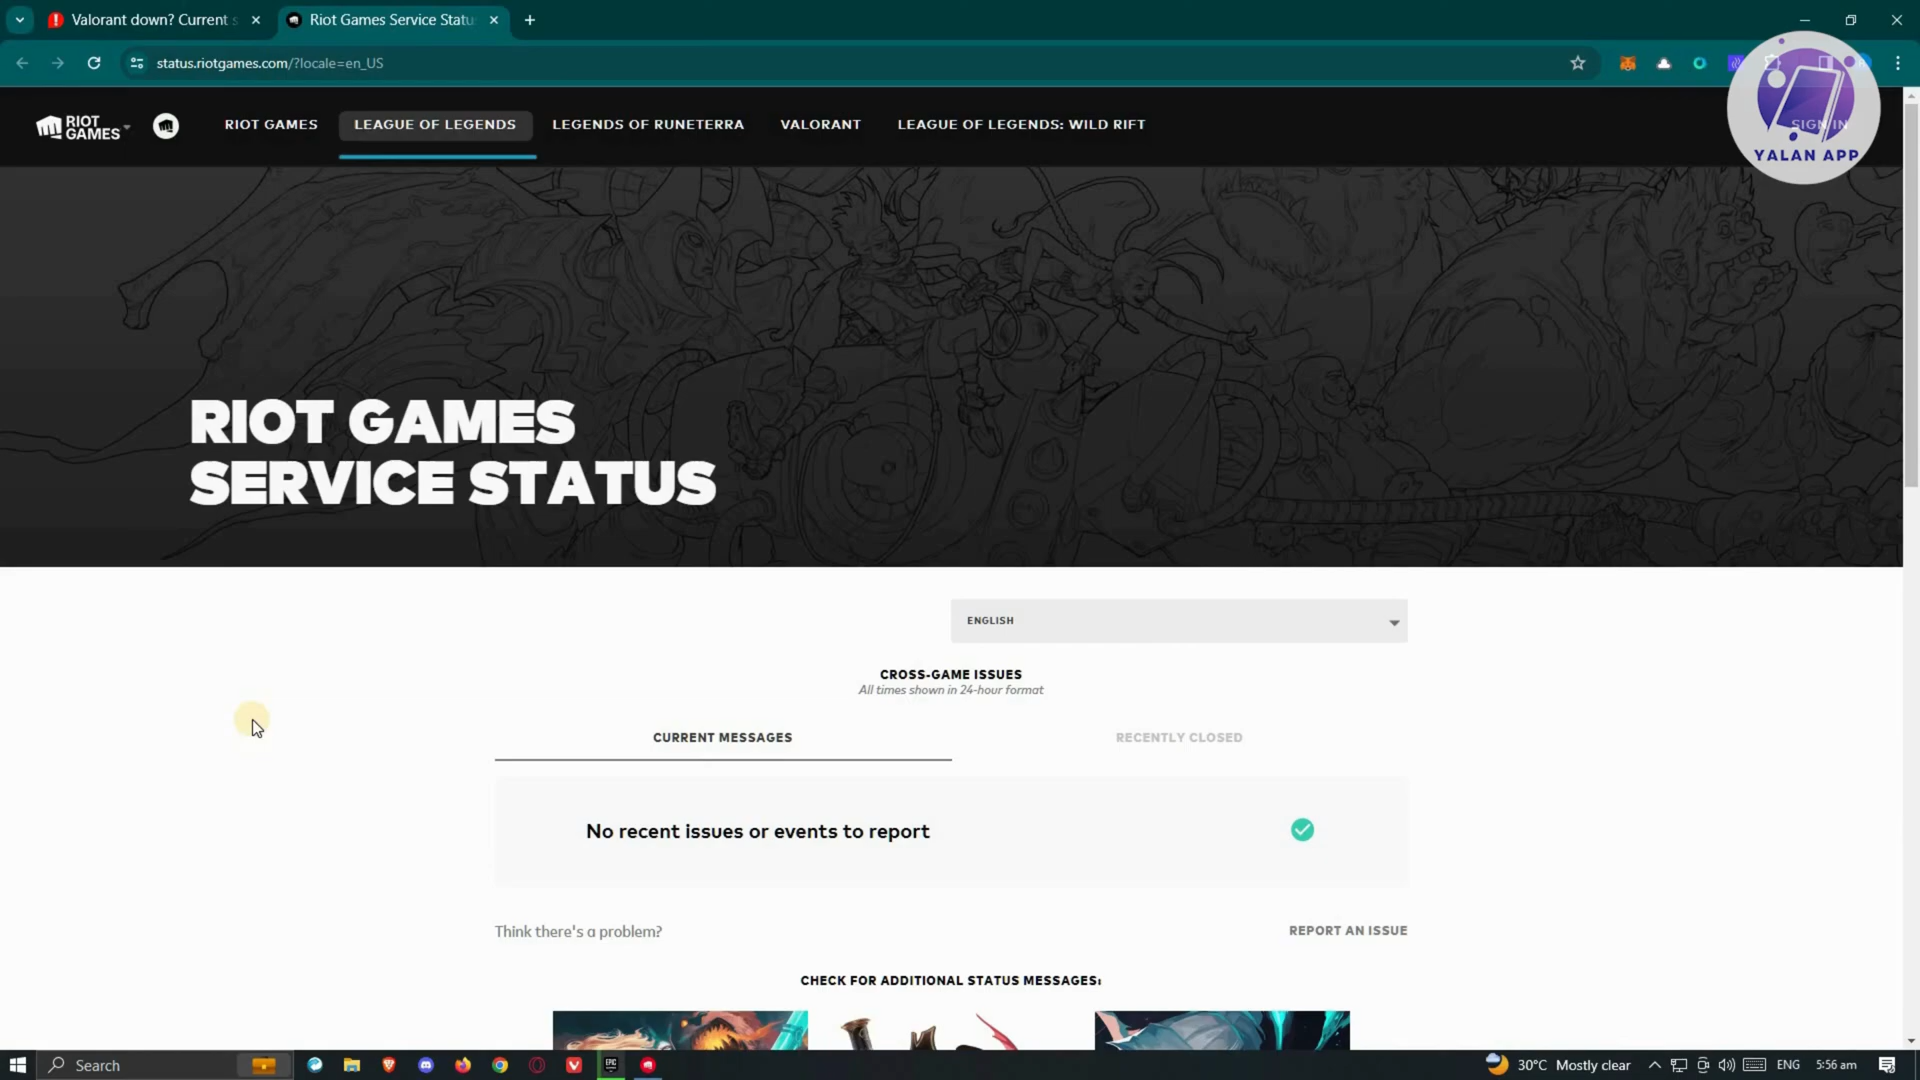 Valorant down? Current s
Riot Games Service Statu
status.riotgames.com/?locale=en_US
RIOT
GAMES
RIOT GAMES
LEAGUE OF LEGENDS
LEGENDS OF RUNETERRA
VALORANT
LEAGUE OF LEGENDS: WILD RIFT
SIGN IN
YALAN APP
RIOT GAMES
SERVICE STATUS
ENGLISH
CROSS-GAME ISSUES
All times shown in 24-hour format
CURRENT MESSAGES
RECENTLY CLOSED
No recent issues or events to report
Think there's a problem?
REPORT AN ISSUE
CHECK FOR ADDITIONAL STATUS MESSAGES:
Search
EPIC
30°C Mostly clear
ENG
5:56 am